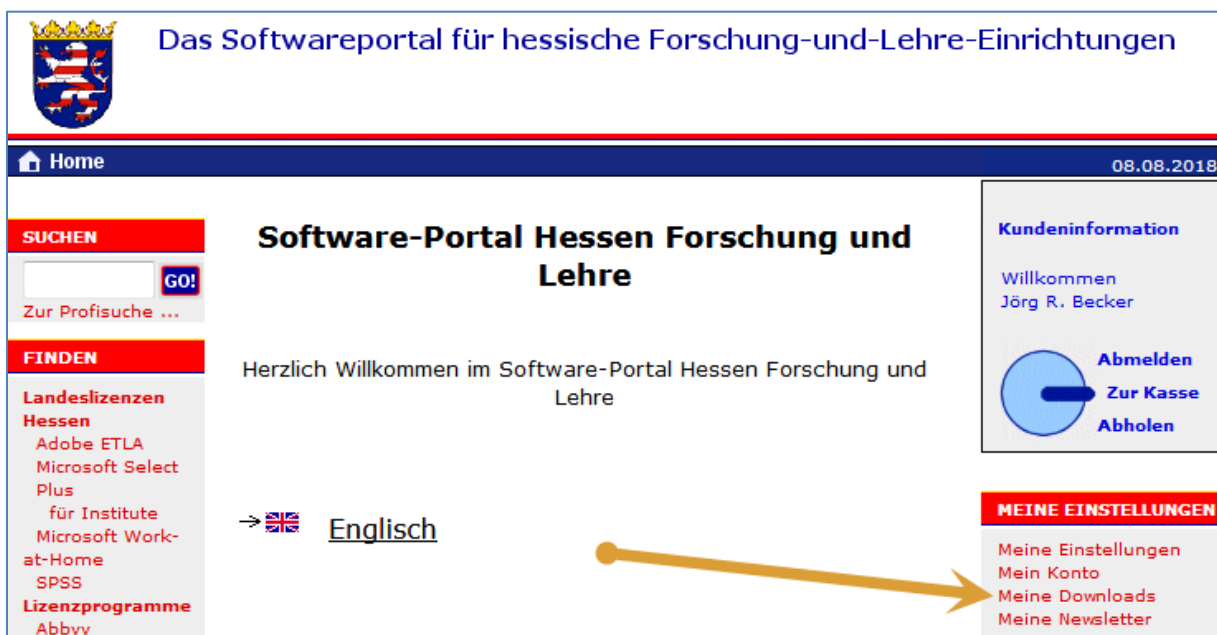 Das Softwareportal für hessische Forschung-und-Lehre-Einrichtungen
Home
08.08.2018
SUCHEN
GO!
Zur Profisuche ...
FINDEN
Landeslizenzen
Hessen
Adobe ETLA
Microsoft Select
Plus
für Institute
Microsoft Work-
at-Home
SPSS
Lizenzprogramme
Abbyy
Software-Portal Hessen Forschung und
Lehre
Herzlich Willkommen im Software-Portal Hessen Forschung und
Lehre
Englisch
Kundeninformation
Willkommen
Jörg R. Becker
Abmelden
Zur Kasse
Abholen
MEINE EINSTELLUNGEN
Meine Einstellungen
Mein Konto
Meine Downloads
Meine Newsletter